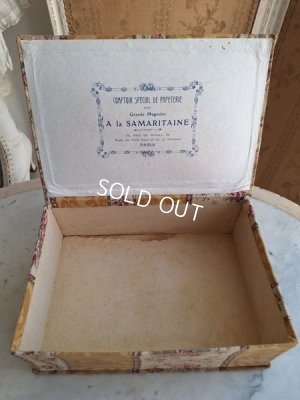 COMPTOIR SPÉCIAL DE PAPETERIE
DES
Grands Magasins
A la SAMARITAINE
PARIS
SOLD OUT